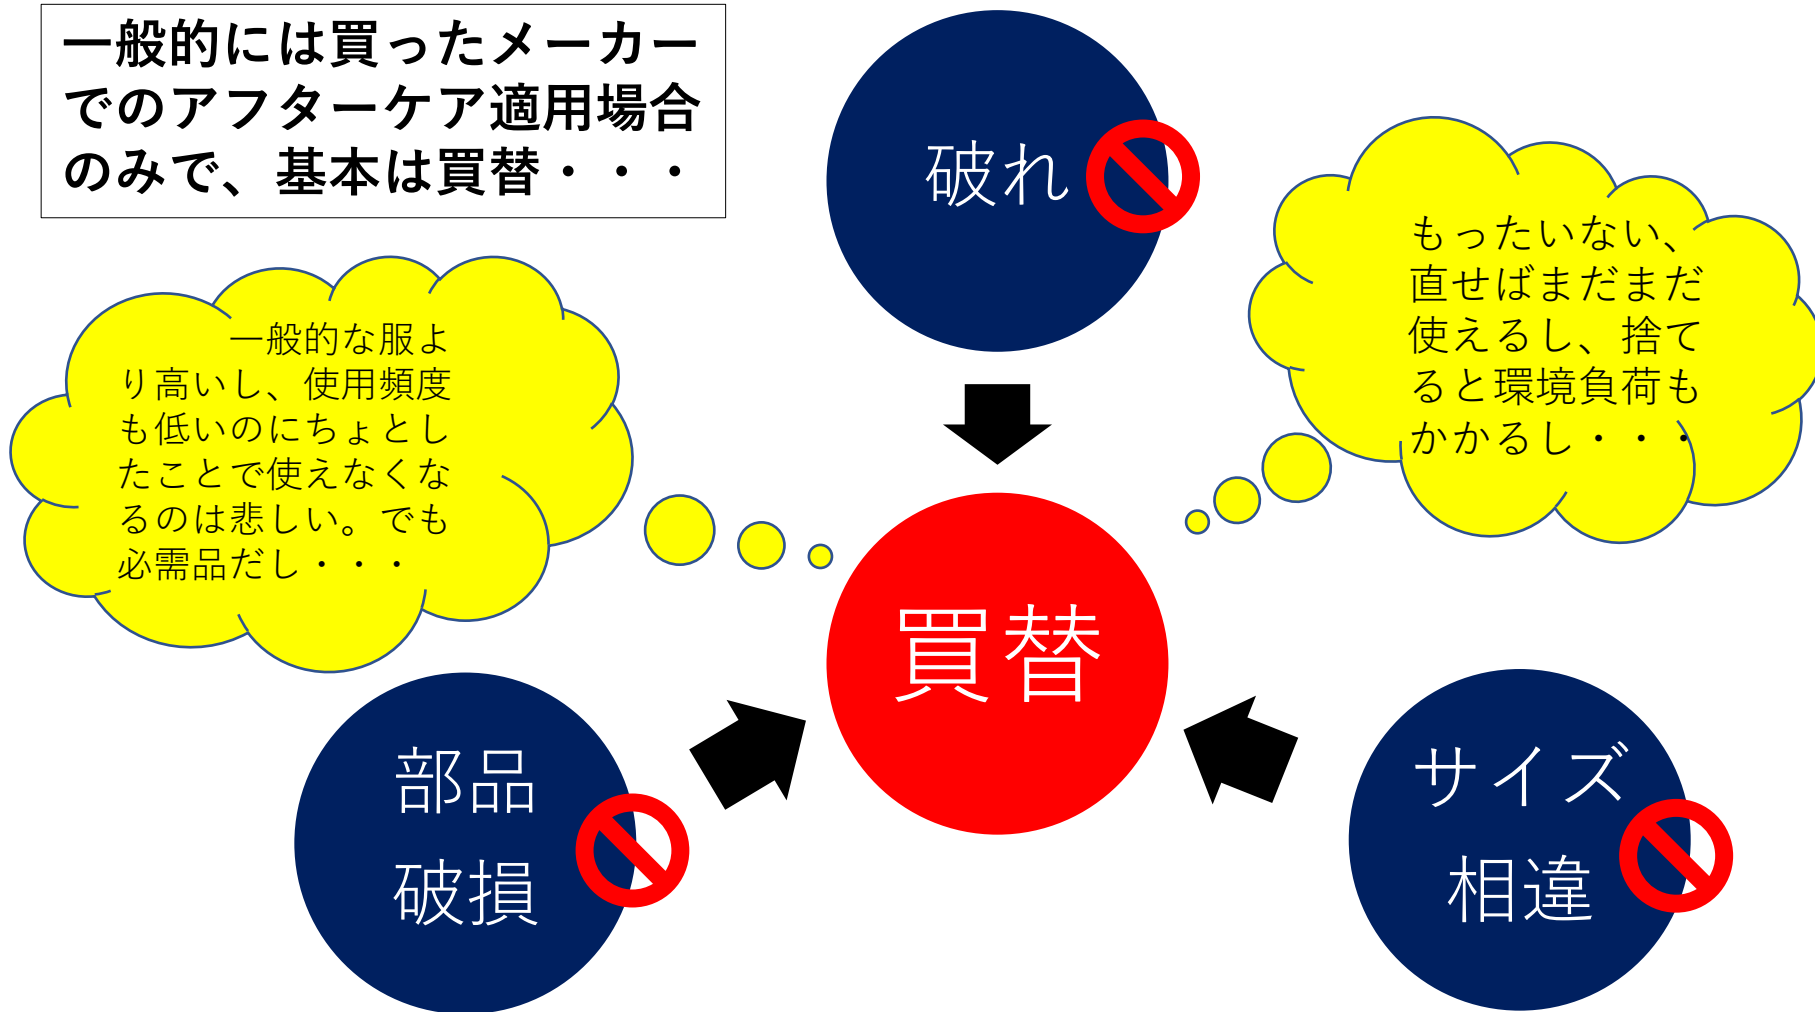 一般的には買ったメーカー
でのアフターケア適用場合
のみで、基本は買替・・・
破れ
もったいない、
直せばまだまだ
使えるし、捨て
ると環境負荷も
かかるし・・・
一般的な服よ
り高いし、使用頻度
も低いのにちょとし
たことで使えなくな
るのは悲しい。でも
必需品だし・・・
買替
部品
破損
サイズ
相違